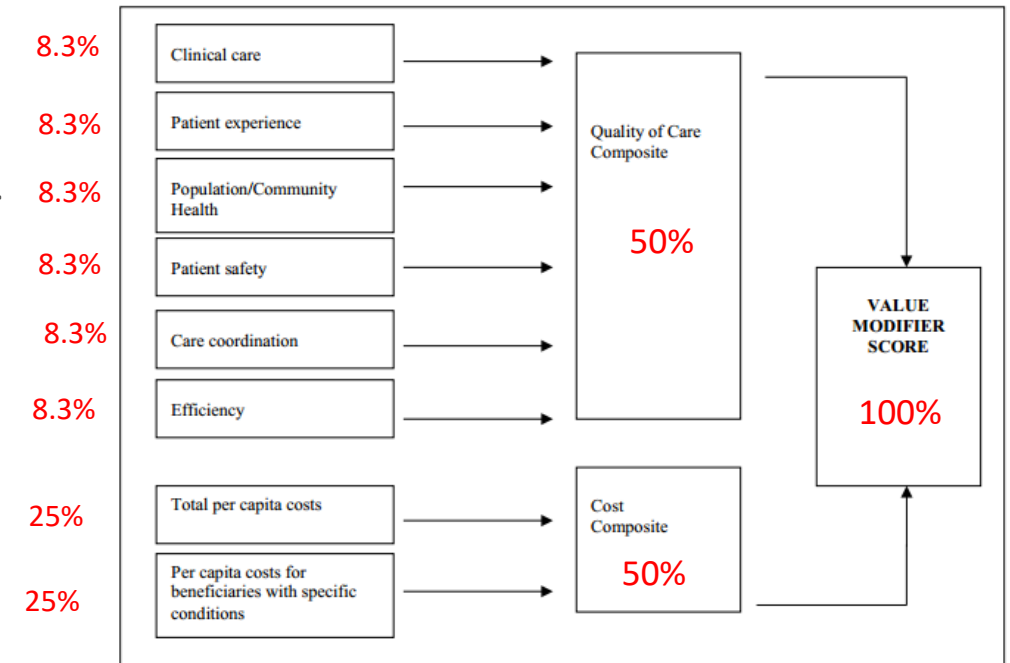 8.3%
Clinical care
8.3%
Patient experience
8.3%
Population/Community
Health
8.3%
Patient safety
8.3%
Care coordination
8.3%
Efficiency
Quality of Care
Composite
50%
25%
Total per capita costs
25%
Per capita costs for
beneficiaries with specific
conditions
Cost
Composite
50%
VALUE
MODIFIER
SCORE
100%